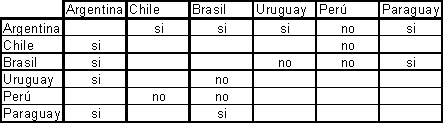 Argentina Chile Brasil Uruguay Perú Paraguay
Argentina si si si no si
Chile si no
Brasil si no no si
Uruguay si no
Perú no no
Paraguay si si